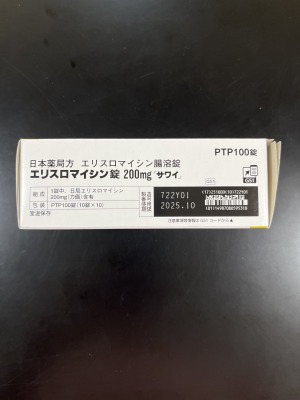 PTP100錠
日本薬局方 エリスロマイシン腸溶錠
エリスロマイシン錠 200mg「サワイ」
組成 1錠中、日局エリスロマイシン
200mg(力価)含有
包装 PTP100錠(10錠×10)
室温保存
製造番号 722Y01
使用期限 2025.10